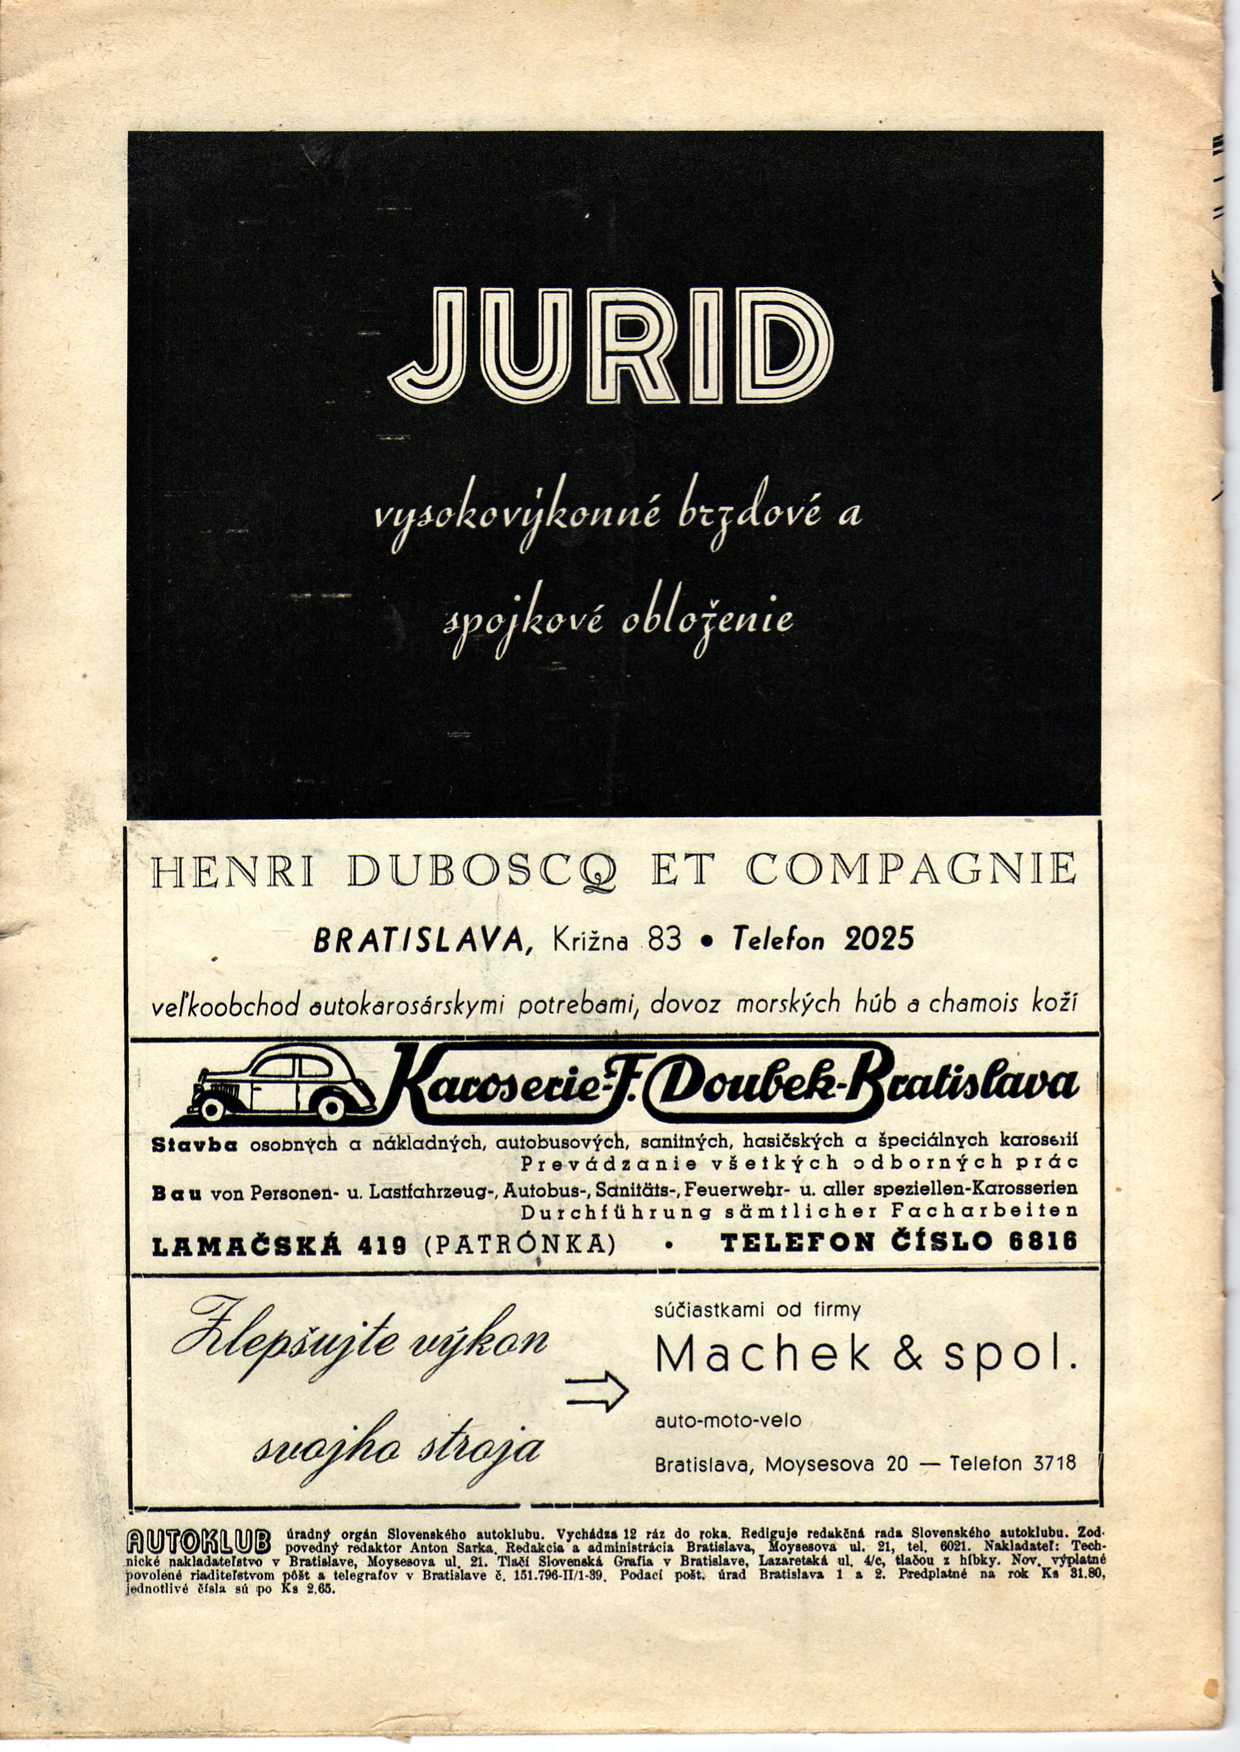 JURID
vysokovýkonné brzdové a
spojkové obloženie
HENRI DUBOSCQ ET COMPAGNIE
BRATISLAVA, Križna 83 • Telefon 2025
veľkoobchod autokarosárskymi potrebami, dovoz morských húb a chamois koží
Karoserie-F. Doubek-Bratislava
Stavba osobných a nákladných, autobusových, sanitných, hasičských a špeciálnych karoserií
Prevádzanie všetkých odborných prác
Bau von Personen- u. Lastfahrzeug-, Autobus-, Sanitäts-, Feuerwehr- u. aller speziellen-Karosserien
Durchführung sämtlicher Facharbeiten
LAMAČSKÁ 419 (PATRÓNKA) • TELEFON ČÍSLO 6816
Zlepšujte výkon
svojho stroja
súčiastkami od firmy
Machek & spol.
auto-moto-velo
Bratislava, Moysesova 20 — Telefon 3718
AUTOKLUB úradný orgán Slovenského autoklubu. Vychádza 12 ráz do roka. Rediguje redakčná rada Slovenského autoklubu. Zod-
povedný redaktor Anton Sarka. Redakcia a administrácia Bratislava, Moysesova ul. 21, tel. 6021. Nakladateľ: Tech-
nické nakladateľstvo v Bratislave, Moysesova ul. 21. Tlačí Slovenská Grafia v Bratislave, Lazaretská ul. 4/c, tlačou z hĺbky. Nov. výplatné
povolené riaditeľstvom pôšt a telegrafov v Bratislave č. 151.796-II/1-39. Podací pošt. úrad Bratislava 1 a 2. Predplatné na rok Ks 31.80,
jednotlivé čísla sú po Ks 2.65.